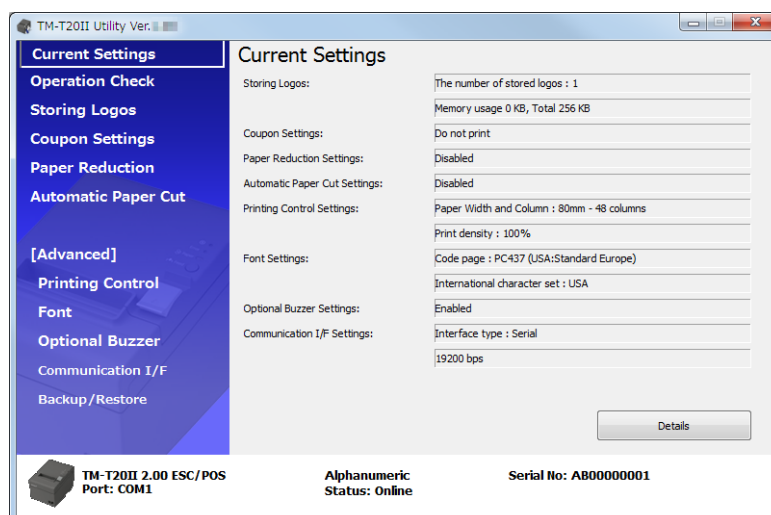 TM-T20II Utility Ver.
Current Settings
Operation Check
Storing Logos
Coupon Settings
Paper Reduction
Automatic Paper Cut
[Advanced]
Printing Control
Font
Optional Buzzer
Communication I/F
Backup/Restore
Current Settings
Storing Logos: The number of stored logos : 1
Memory usage 0 KB, Total 256 KB
Coupon Settings: Do not print
Paper Reduction Settings: Disabled
Automatic Paper Cut Settings: Disabled
Printing Control Settings: Paper Width and Column : 80mm - 48 columns
Print density : 100%
Font Settings: Code page : PC437 (USA:Standard Europe)
International character set : USA
Optional Buzzer Settings: Enabled
Communication I/F Settings: Interface type : Serial
19200 bps
Details
TM-T20II 2.00 ESC/POS Alphanumeric Serial No: AB00000001
Port: COM1 Status: Online